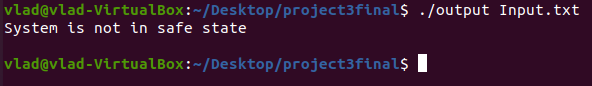 vlad@vlad-VirtualBox:~/Desktop/project3final$ ./output Input.txt
System is not in safe state
vlad@vlad-VirtualBox:~/Desktop/project3final$